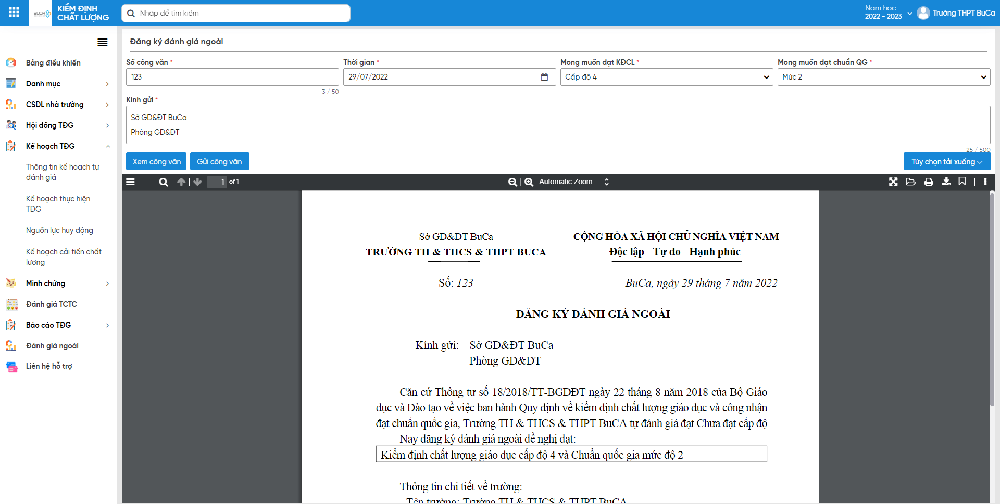 BUCA
KIỂM ĐỊNH
CHẤT LƯỢNG
Nhập để tìm kiếm
Năm học
2022 - 2023
Trường THPT BuCa
Bảng điều khiển
Danh mục
CSDL nhà trường
Hội đồng TĐG
Kế hoạch TĐG
Thông tin kế hoạch tự
đánh giá
Kế hoạch thực hiện
TĐG
Nguồn lực huy động
Kế hoạch cải tiến chất
lượng
Minh chứng
Đánh giá TCTC
Báo cáo TĐG
Đánh giá ngoài
Liên hệ hỗ trợ
Đăng ký đánh giá ngoài
Số công văn *
Thời gian *
Mong muốn đạt KĐCL *
Mong muốn đạt chuẩn QG *
123
29/07/2022
Cấp độ 4
Mức 2
3 / 50
Kính gửi *
Sở GD&ĐT BuCa
Phòng GD&ĐT
25 / 500
Xem công văn
Gửi công văn
Tùy chọn tải xuống
1 of 1
Automatic Zoom
Sở GD&ĐT BuCa
TRƯỜNG TH & THCS & THPT BUCA
CỘNG HÒA XÃ HỘI CHỦ NGHĨA VIỆT NAM
Độc lập - Tự do - Hạnh phúc
Số: 123
BuCa, ngày 29 tháng 7 năm 2022
ĐĂNG KÝ ĐÁNH GIÁ NGOÀI
Kính gửi: Sở GD&ĐT BuCa
Phòng GD&ĐT
Căn cứ Thông tư số 18/2018/TT-BGDĐT ngày 22 tháng 8 năm 2018 của Bộ Giáo
dục và Đào tạo về việc ban hành Quy định về kiểm định chất lượng giáo dục và công nhận
đạt chuẩn quốc gia, Trường TH & THCS & THPT BuCA tự đánh giá đạt Chưa đạt cấp độ
Nay đăng ký đánh giá ngoài đề nghị đạt:
Kiểm định chất lượng giáo dục cấp độ 4 và Chuẩn quốc gia mức độ 2
Thông tin chi tiết về trường:
- Tên trường: Trường TH & THCS & THPT BuCA